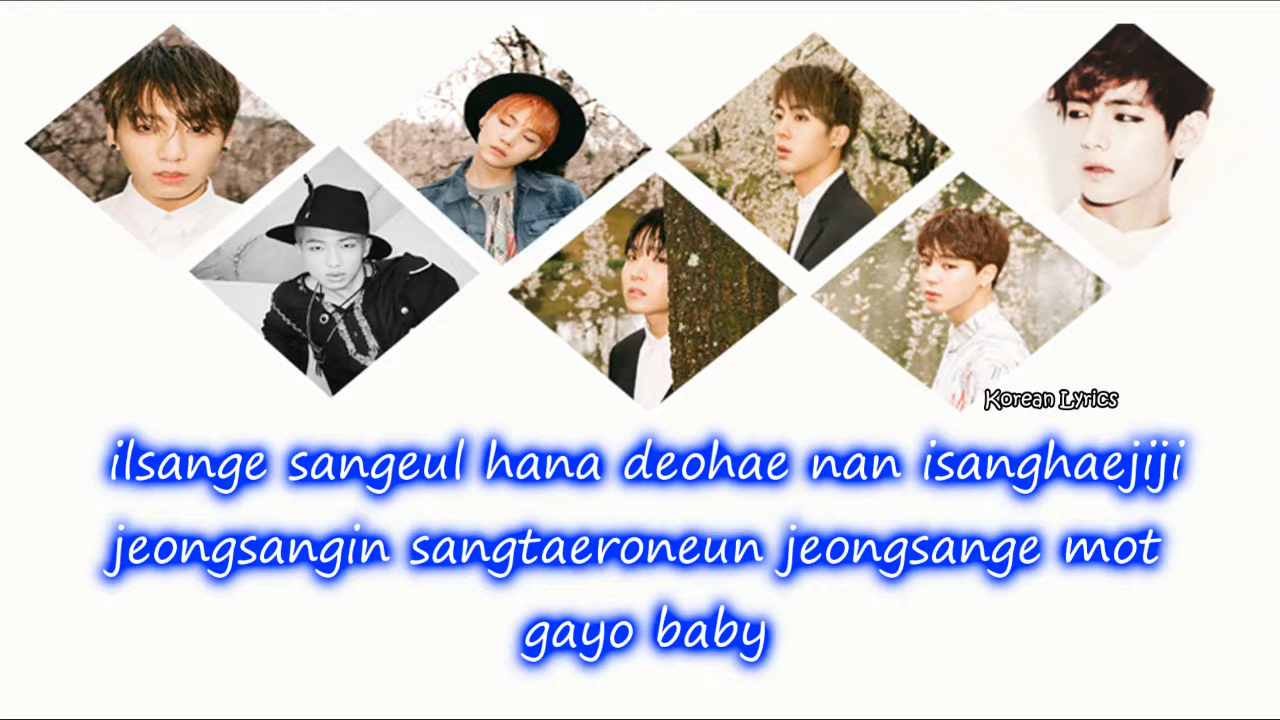 Korean Lyrics
ilsange sangeul hana deohae nan isanghaejiji
jeongsangin sangtaeroneun jeongsange mot
gayo baby